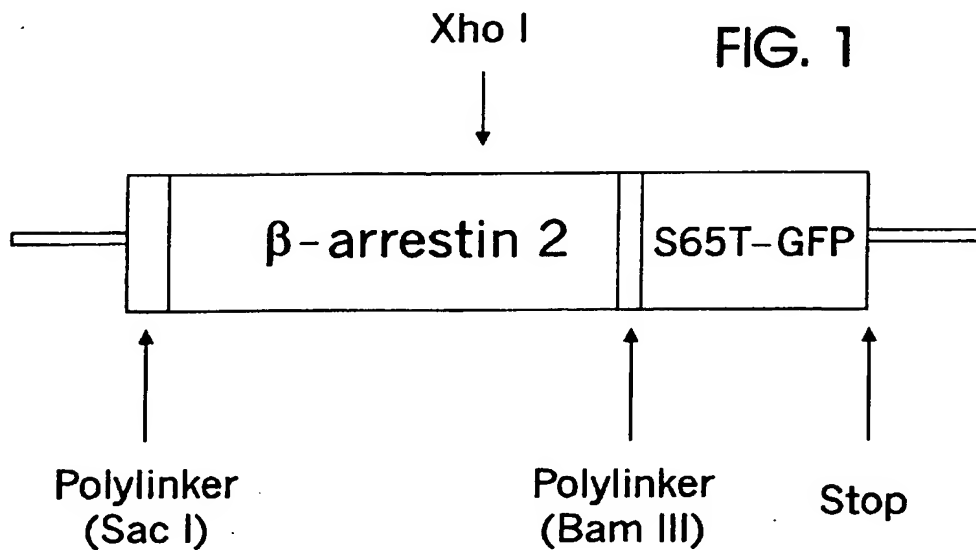 Xho I
FIG. 1
β-arrestin 2
S65T-GFP
Polylinker
(Sac I)
Polylinker
(Bam III)
Stop